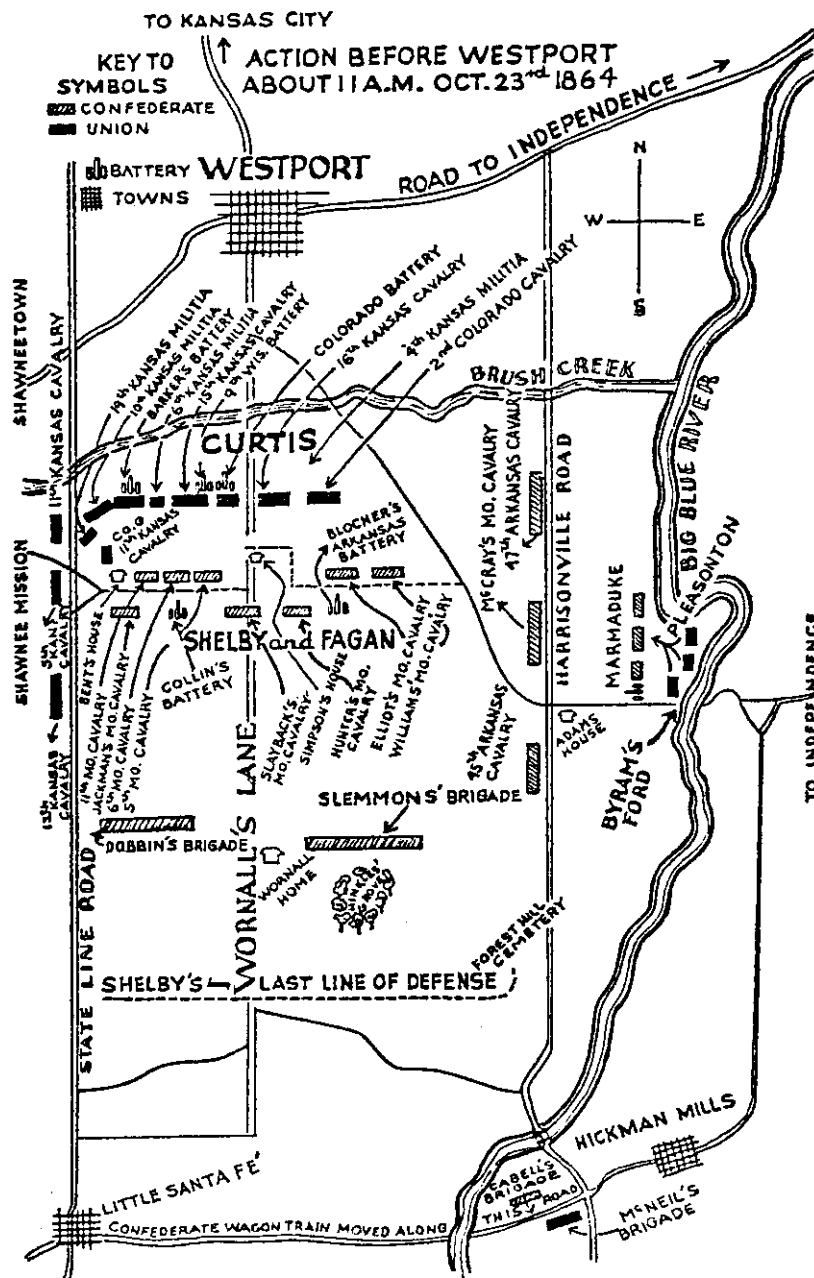 TO KANSAS CITY
KEY TO
SYMBOLS
CONFEDERATE
UNION
BATTERY
TOWNS
ACTION BEFORE WESTPORT
ABOUT 11 A.M. OCT. 23rd 1864
WESTPORT
ROAD TO INDEPENDENCE
N
W
E
S
SHAWNEETOWN
11TH KANSAS CAVALRY
19th KANSAS MILITIA
10th KANSAS MILITIA
BARKER'S BATTERY
6th KANSAS MILITIA
15th KANSAS CAVALRY
9th WIS. BATTERY
COLORADO BATTERY
16th KANSAS CAVALRY
4th KANSAS MILITIA
2nd COLORADO CAVALRY
BRUSH CREEK
CURTIS
CO. G
11TH KANSAS
CAVALRY
BLOCHER'S
ARKANSAS
BATTERY
McCRAY'S MO. CAVALRY
47TH ARKANSAS CAVALRY
HARRISONVILLE ROAD
BIG BLUE RIVER
PLEASONTON
MARMADUKE
SHAWNEE MISSION
5th KANS.
CAVALRY
BENT'S HOUSE
SHELBY and FAGAN
11TH MO. CAVALRY
JACKMAN'S MO. CAVALRY
6th MO. CAVALRY
5th MO. CAVALRY
COLLIN'S
BATTERY
SLAYBACK'S
MO. CAVALRY
SIMPSON'S HOUSE
HUNTER'S MO.
CAVALRY
ELLIOT'S MO. CAVALRY
WILLIAMS' MO. CAVALRY
45th ARKANSAS
CAVALRY
ADAMS
HOUSE
BYRAM'S
FORD
TO INDEPENDENCE
13th KANSAS
CAVALRY
SLEMMONS' BRIGADE
DOBBIN'S BRIGADE
WORNALL'S LANE
WORNALL
HOME
HINKLES'
GROVE
STATE LINE ROAD
FOREST HILL
CEMETERY
SHELBY'S LAST LINE OF DEFENSE
HICKMAN MILLS
CABELL'S
BRIGADE
LITTLE SANTA FE'
CONFEDERATE WAGON TRAIN MOVED ALONG
THIS ROAD
McNEIL'S
BRIGADE